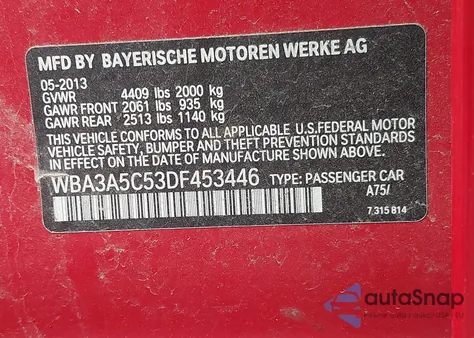 MFD BY BAYERISCHE MOTOREN WERKE AG
05-2013
GVWR 4409 lbs 2000 kg
GAWR FRONT 2061 lbs 935 kg
GAWR REAR 2513 lbs 1140 kg
THIS VEHICLE CONFORMS TO ALL APPLICABLE U.S.FEDERAL MOTOR
VEHICLE SAFETY, BUMPER AND THEFT PREVENTION STANDARDS
IN EFFECT ON THE DATE OF MANUFACTURE SHOWN ABOVE.
WBA3A5C53DF453446 TYPE: PASSENGER CAR
A75/
7 315 814
autoSnap